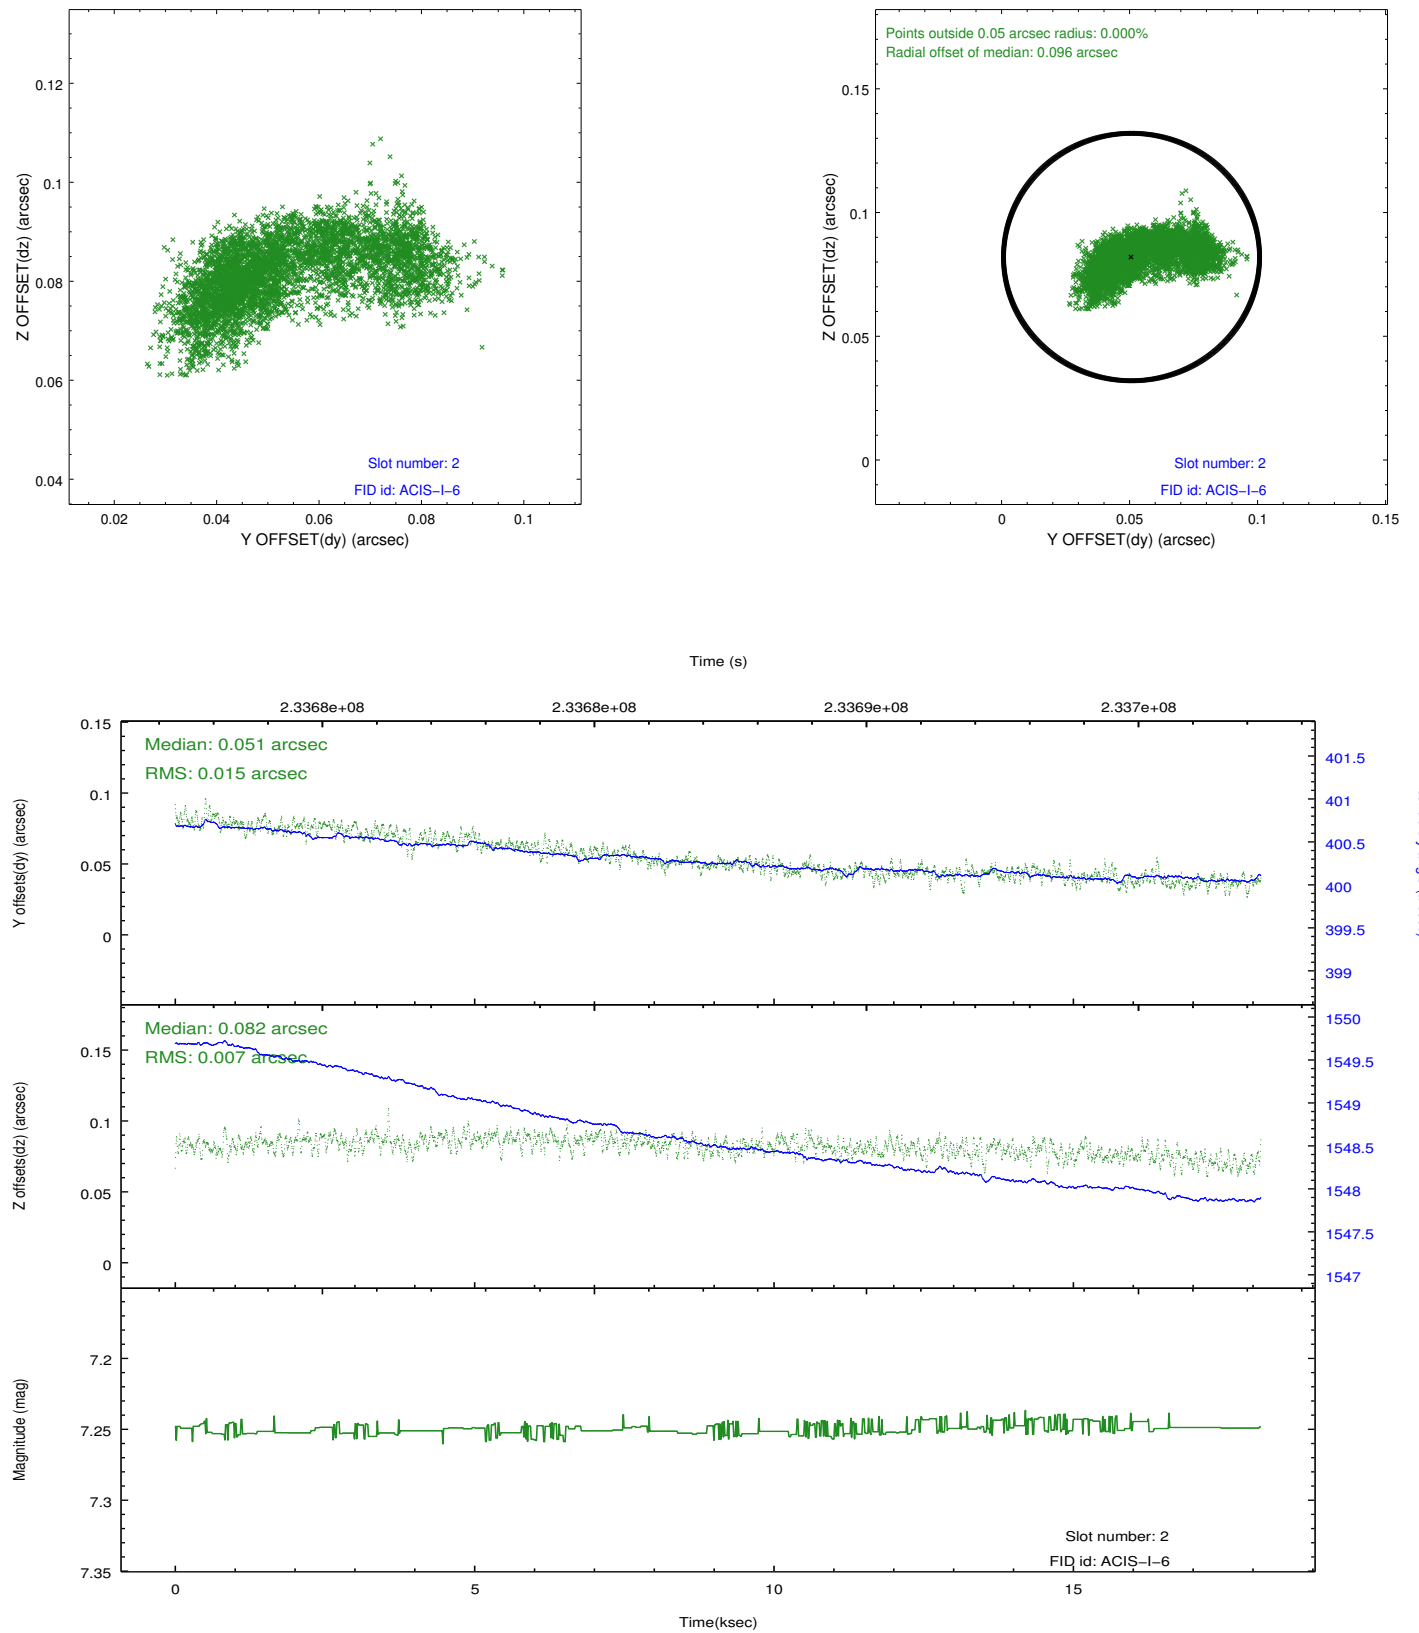 0.12
0.1
0.08
0.06
0.04
0.02
0.04
0.06
0.08
0.1
Z OFFSET(dz) (arcsec)
Y OFFSET(dy) (arcsec)
Slot number: 2
FID id: ACIS−I−6
Points outside 0.05 arcsec radius: 0.000%
Radial offset of median: 0.096 arcsec
0.15
0.1
0.05
0
0
0.05
0.1
0.15
Z OFFSET(dz) (arcsec)
Y OFFSET(dy) (arcsec)
Slot number: 2
FID id: ACIS−I−6
Time (s)
2.3368e+08
2.3368e+08
2.3369e+08
2.337e+08
Median: 0.051 arcsec
RMS: 0.015 arcsec
0.15
0.1
0.05
0
Y offsets(dy) (arcsec)
401.5
401
400.5
400
399.5
399
Median: 0.082 arcsec
RMS: 0.007 arcsec
0.15
0.1
0.05
0
Z offsets(dz) (arcsec)
1550
1549.5
1549
1548.5
1548
1547.5
1547
7.2
7.25
7.3
7.35
Magnitude (mag)
Slot number: 2
FID id: ACIS−I−6
0
5
10
15
Time(ksec)